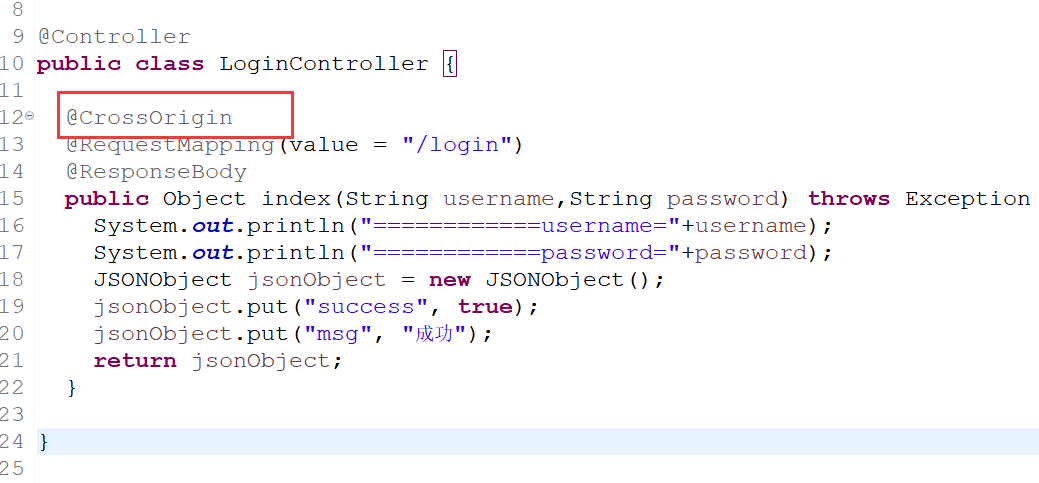 8
9 @Controller
10 public class LoginController {
11
12 @CrossOrigin
13 @RequestMapping(value = "/login")
14 @ResponseBody
15 public Object index(String username,String password) throws Exception
16 System.out.println("============username="+username);
17 System.out.println("============password="+password);
18 JSONObject jsonObject = new JSONObject();
19 jsonObject.put("success", true);
20 jsonObject.put("msg", "成功");
21 return jsonObject;
22 }
23
24 }
25